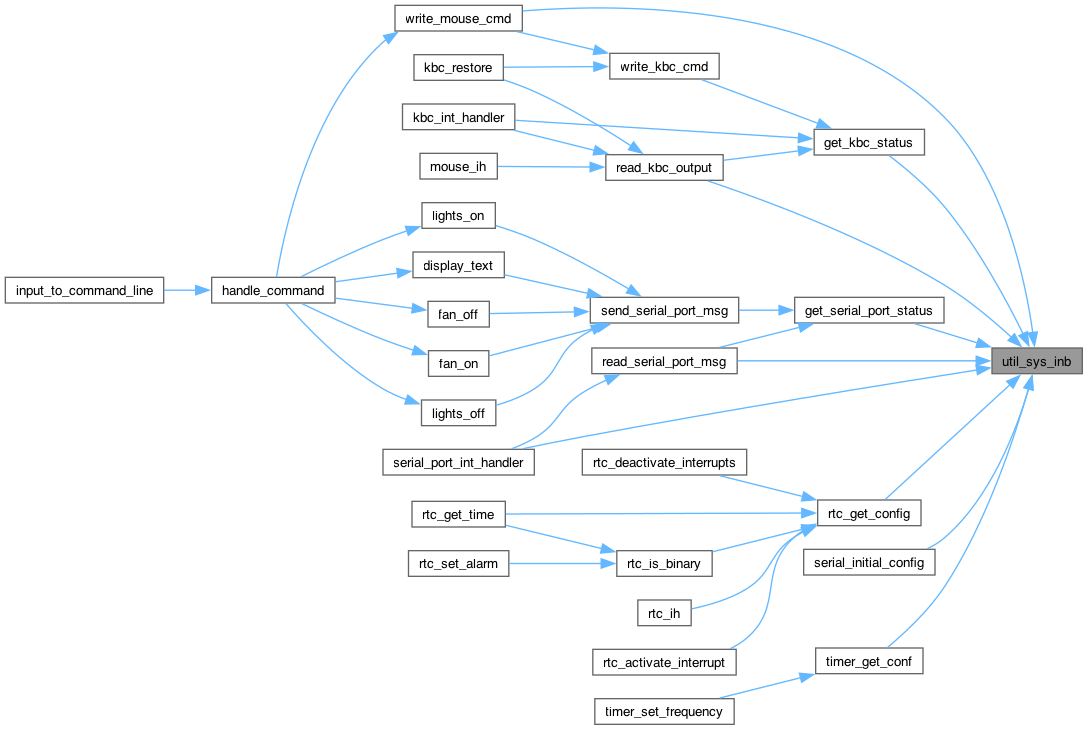 write_mouse_cmd
kbc_restore
write_kbc_cmd
kbc_int_handler
get_kbc_status
mouse_ih
read_kbc_output
lights_on
display_text
input_to_command_line
handle_command
fan_off
send_serial_port_msg
get_serial_port_status
fan_on
read_serial_port_msg
util_sys_inb
lights_off
serial_port_int_handler
rtc_deactivate_interrupts
rtc_get_time
rtc_get_config
rtc_set_alarm
rtc_is_binary
serial_initial_config
rtc_ih
rtc_activate_interrupt
timer_get_conf
timer_set_frequency